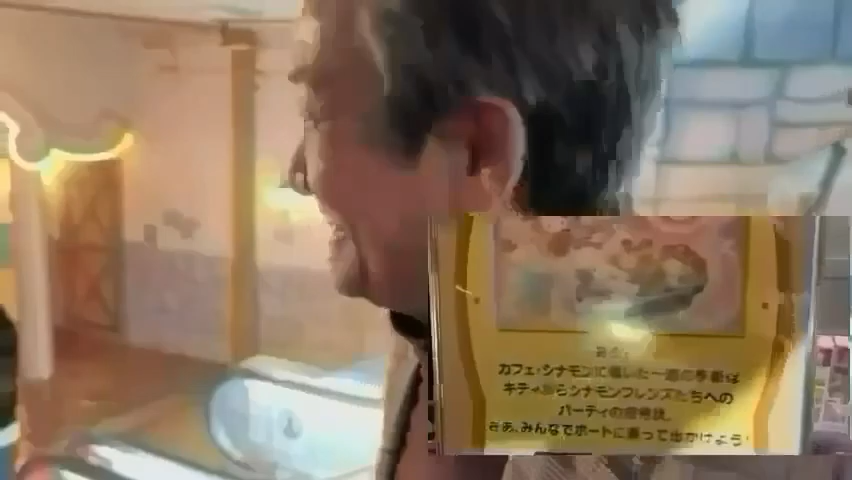 カフェ・シナモンに届いた一通の手紙は
キティからシナモンフレンズたちへの
パーティの招待状。
さあ、みんなでボートに乗って出かけよう!